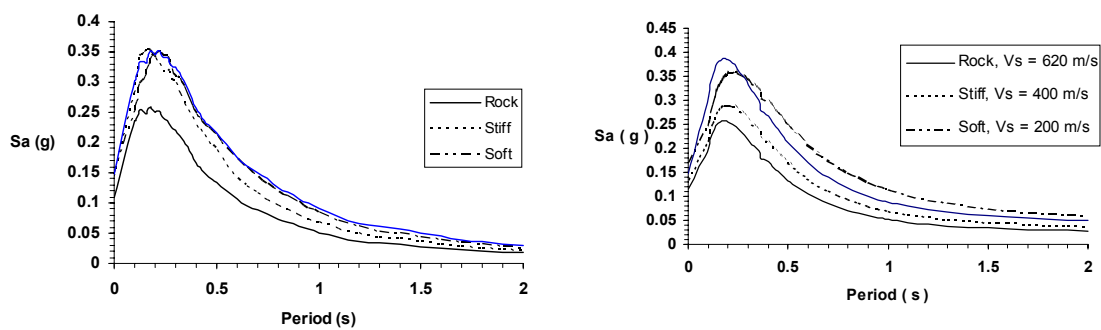 0.4
0.35
0.3
0.25
0.2
0.15
0.1
0.05
0
Sa (g)
0 0.5 1 1.5 2
Period (s)
Rock
Stiff
Soft
0.45
0.4
0.35
0.3
0.25
0.2
0.15
0.1
0.05
0
Sa ( g )
0 0.5 1 1.5 2
Period ( s )
Rock, Vs = 620 m/s
Stiff, Vs = 400 m/s
Soft, Vs = 200 m/s